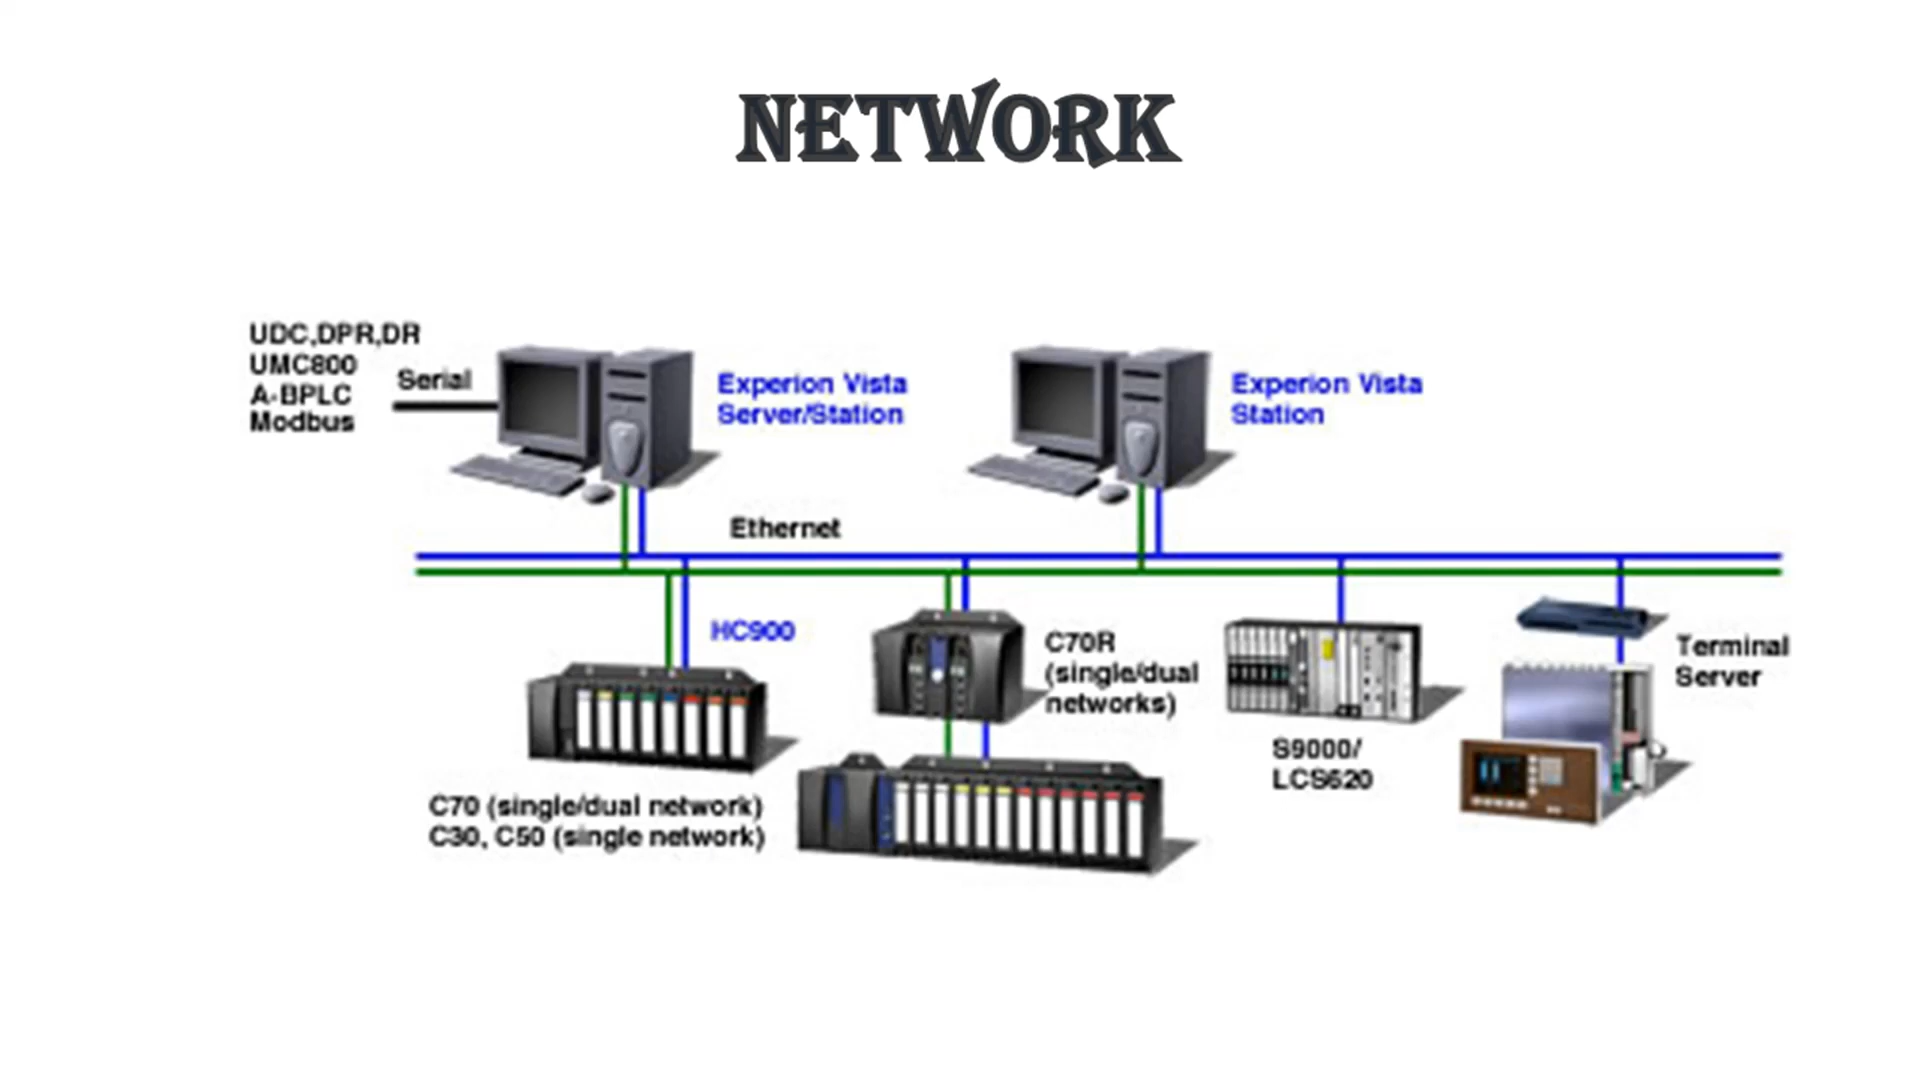 NETWORK
UDC,DPR,DR
UMC800
A-BPLC
Modbus
Serial
Experion Vista
Server/Station
Experion Vista
Station
Ethernet
HC900
C70R
(single/dual
networks)
Terminal
Server
S9000/
LCS620
C70 (single/dual network)
C30, C50 (single network)